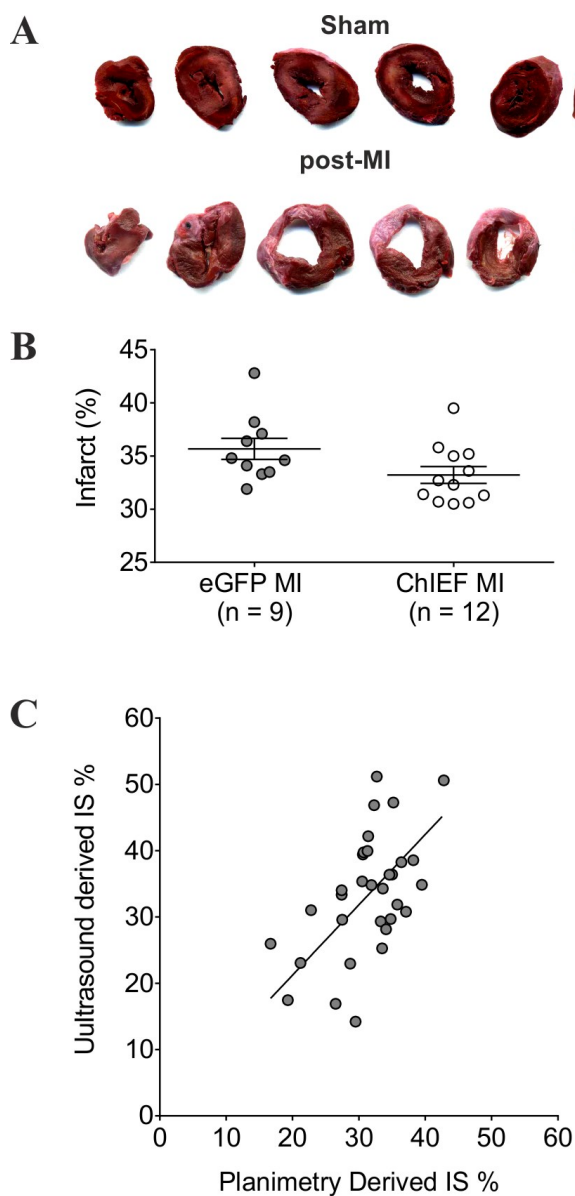 A
Sham
post-MI
B
45
40
35
30
25
Infarct (%)
eGFP MI
(n = 9)
ChIEF MI
(n = 12)
C
60
50
40
30
20
10
0
Uultrasound derived IS %
0 10 20 30 40 50 60
Planimetry Derived IS %